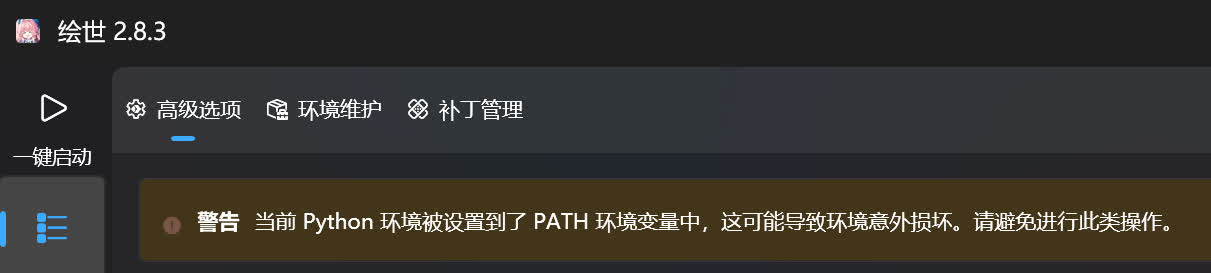 绘世 2.8.3
高级选项 环境维护 补丁管理
一键启动
警告 当前 Python 环境被设置到了 PATH 环境变量中，这可能导致环境意外损坏。请避免进行此类操作。